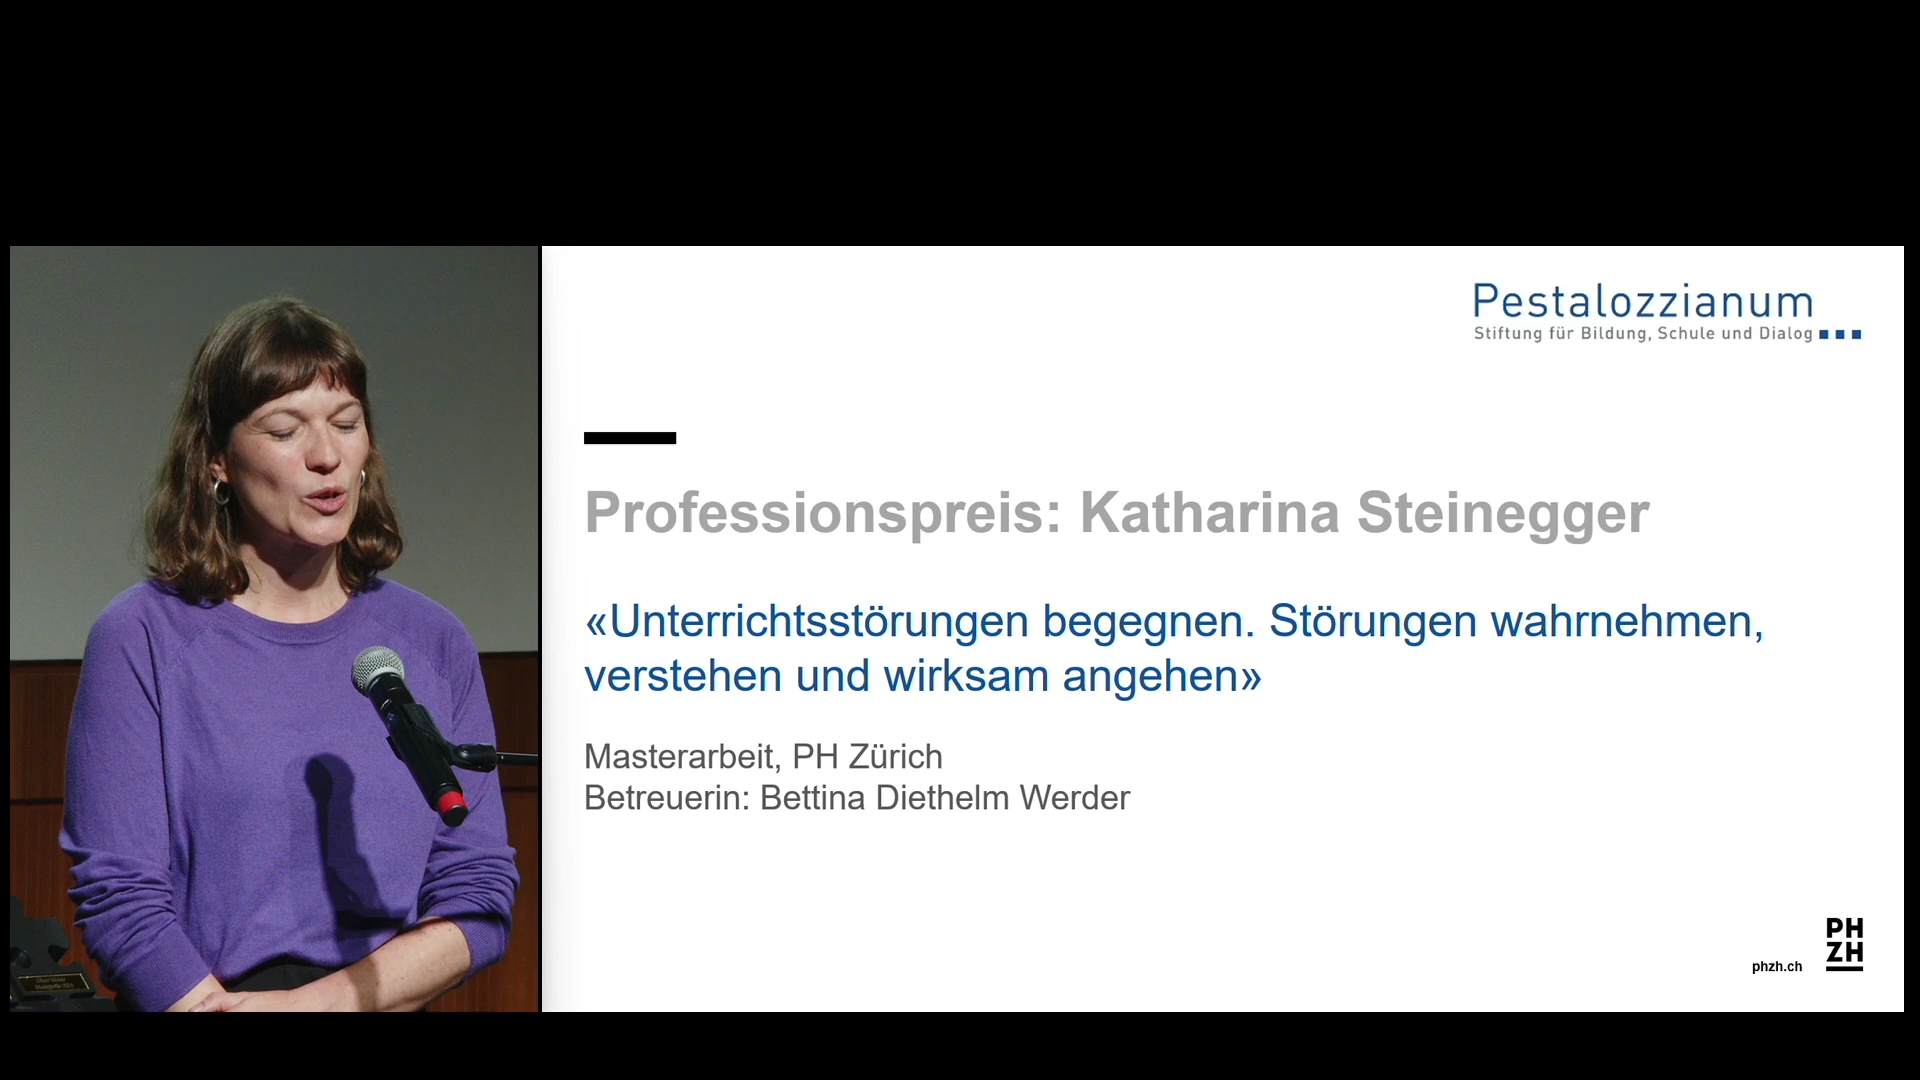 Pestalozzianum
Stiftung für Bildung, Schule und Dialog
Professionspreis: Katharina Steinegger
«Unterrichtsstörungen begegnen. Störungen wahrnehmen,
verstehen und wirksam angehen»
Masterarbeit, PH Zürich
Betreuerin: Bettina Diethelm Werder
phzh.ch
PH
ZH